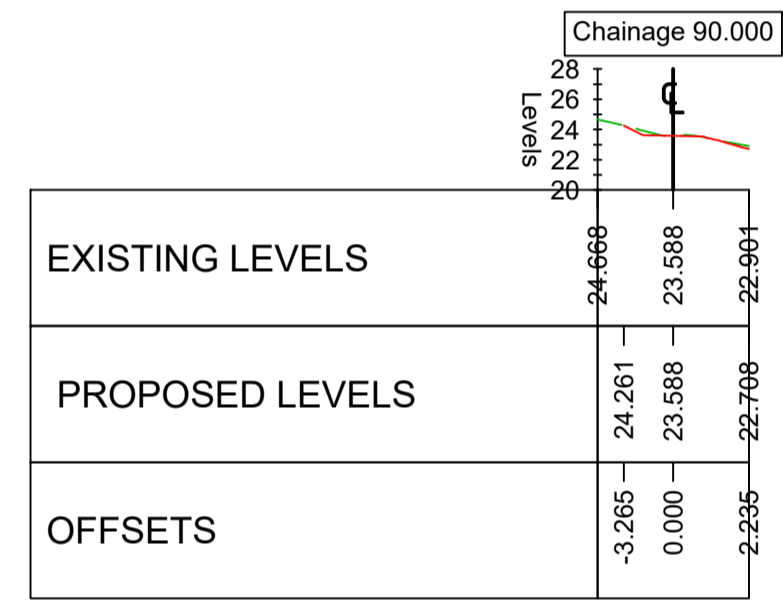 Chainage 90.000
28
26
24
22
20
Levels
CL
EXISTING LEVELS
24.668
23.588
22.901
PROPOSED LEVELS
24.261
23.588
22.708
OFFSETS
-3.265
0.000
2.235